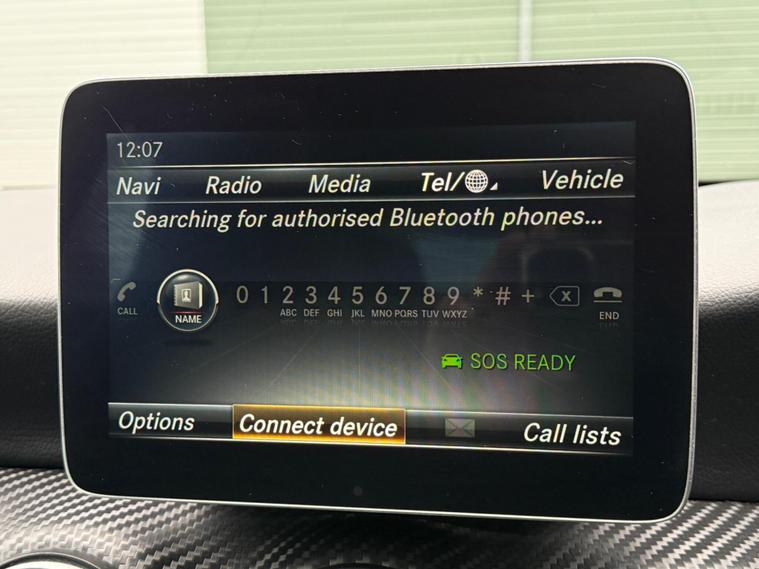 12:07
Navi Radio Media Tel/ Vehicle
Searching for authorised Bluetooth phones...
0 1 2 3 4 5 6 7 8 9 * # +
CALL NAME ABC DEF GHI JKL MNO PQRS TUV WXYZ END
SOS READY
Options Connect device Call lists